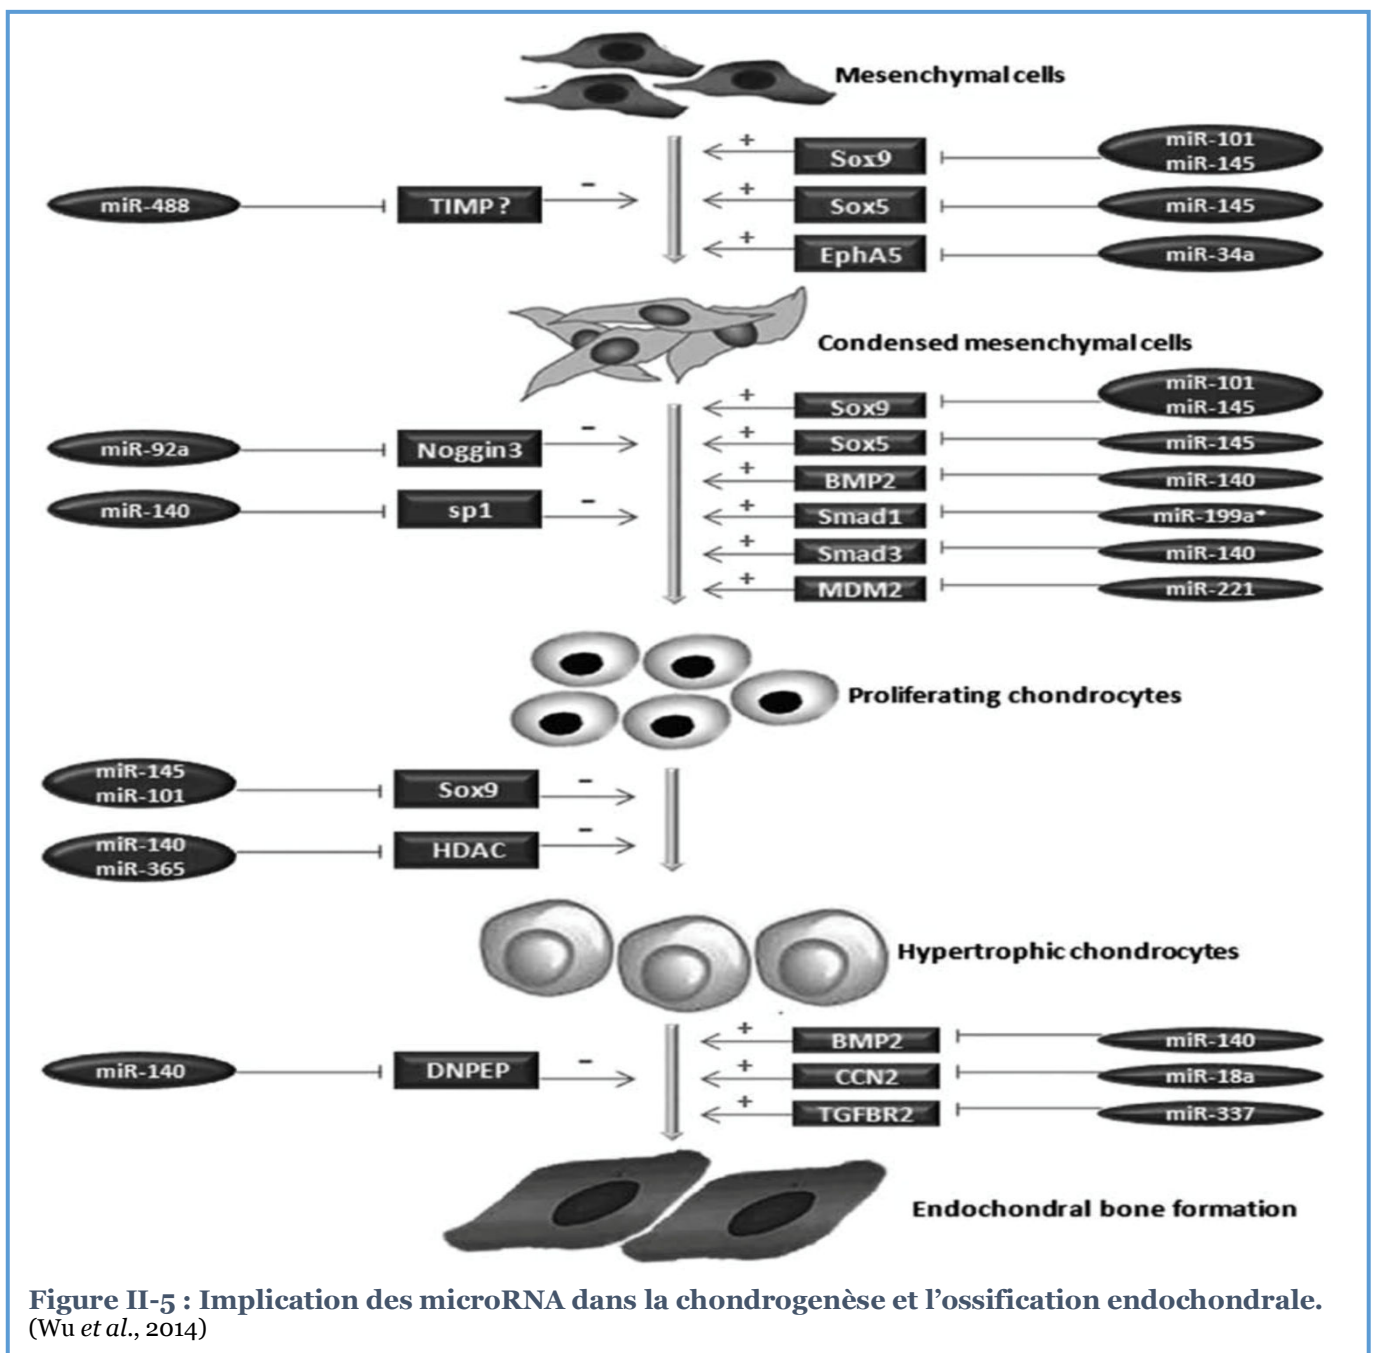 Mesenchymal cells
+
Sox9
miR-101
miR-145
miR-488
TIMP ?
-
+
Sox5
miR-145
+
EphA5
miR-34a
Condensed mesenchymal cells
+
Sox9
miR-101
miR-145
miR-92a
Noggin3
-
+
Sox5
miR-145
+
BMP2
miR-140
miR-140
sp1
-
+
Smad1
miR-199a*
+
Smad3
miR-140
+
MDM2
miR-221
Proliferating chondrocytes
miR-145
miR-101
Sox9
-
miR-140
miR-365
HDAC
-
Hypertrophic chondrocytes
+
BMP2
miR-140
miR-140
DNPEP
-
+
CCN2
miR-18a
+
TGFBR2
miR-337
Endochondral bone formation
Figure II-5 : Implication des microRNA dans la chondrogenèse et l’ossification endochondrale.
(Wu et al., 2014)